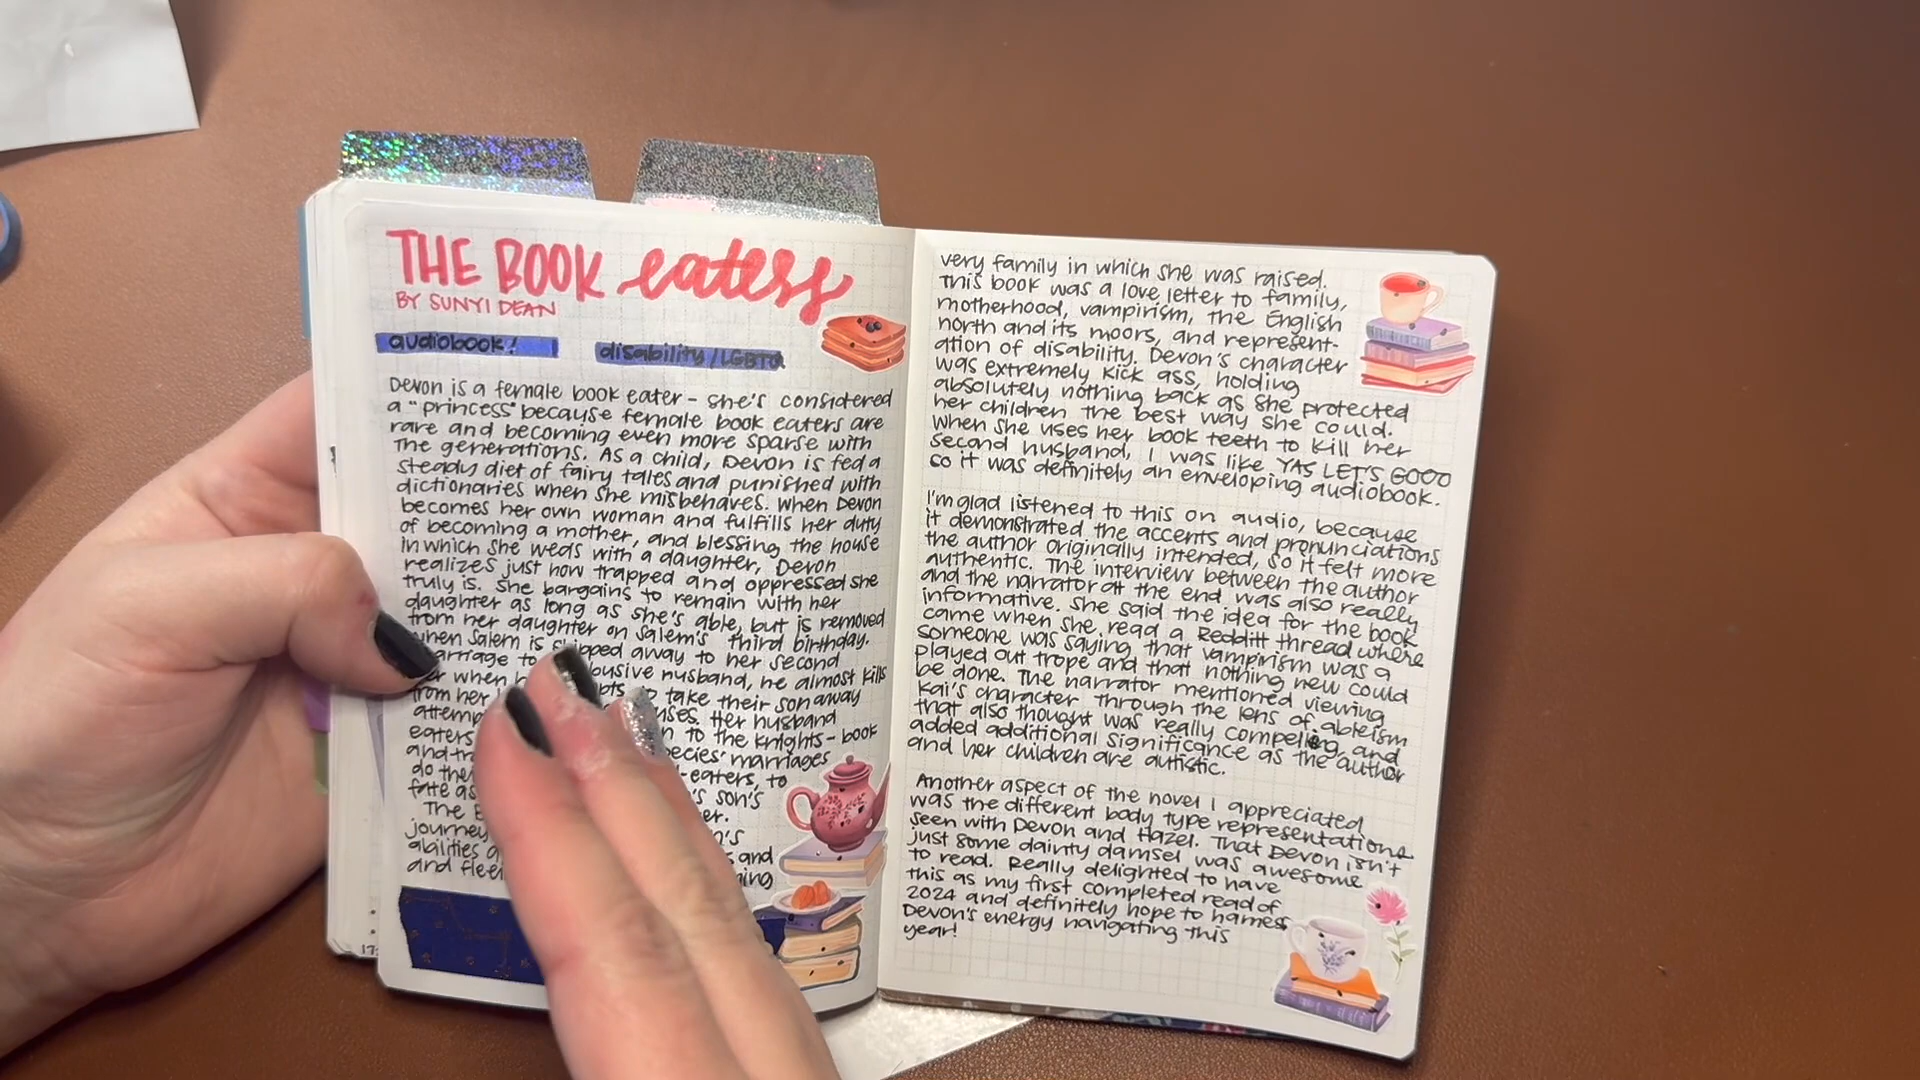 THE BOOK eaters
BY SUNYI DEAN
audiobook!
disability/LGBTQ
Devon is a female book eater - she's considered
a "princess" because female book eaters are
rare and becoming even more sparse with
the generations. As a child, Devon is fed a
steady diet of fairy tales and punished with
dictionaries when she misbehaves. When Devon
becomes her own woman and fulfills her duty
of becoming a mother, and blessing the house
in which she weds with a daughter, Devon
realizes just how trapped and oppressed she
truly is. She bargains to remain with her
daughter as long as she's able, but is removed
from her daughter on Salem's third birthday.
when Salem is shipped away to her second
husband, he almost kills
her when
from her take their son away
Her husband
eaters to the Knights - book
species' marriages
do the -eaters, to
fate as son's
The
journey
abilities and
and
very family in which she was raised.
This book was a love letter to family,
motherhood, vampirism, the English
north and its moors, and represent-
ation of disability. Devon's character
was extremely kick ass, holding
absolutely nothing back as she protected
her children the best way she could.
When she uses her book teeth to kill her
second husband, I was like YAS LET'S GOOO
so it was definitely an enveloping audiobook.
I'm glad listened to this on audio, because
it demonstrated the accents and pronunciations
the author originally intended, so it felt more
authentic. The interview between the author
and the narrator at the end was also really
informative. She said the idea for the book
came when she read a Redditt thread where
someone was saying that vampirism was a
played out trope and that nothing new could
be done. The narrator mentioned viewing
Kai's character through the lens of ableism
that also thought was really compelling, and
added additional significance as the author
and her children are autistic.
Another aspect of the novel I appreciated
was the different body type representations
seen with Devon and Hazel. That Devon isn't
just some dainty damsel was awesome
to read. Really delighted to have
this as my first completed read of
2024 and definitely hope to harness
Devon's energy navigating this
year!
17